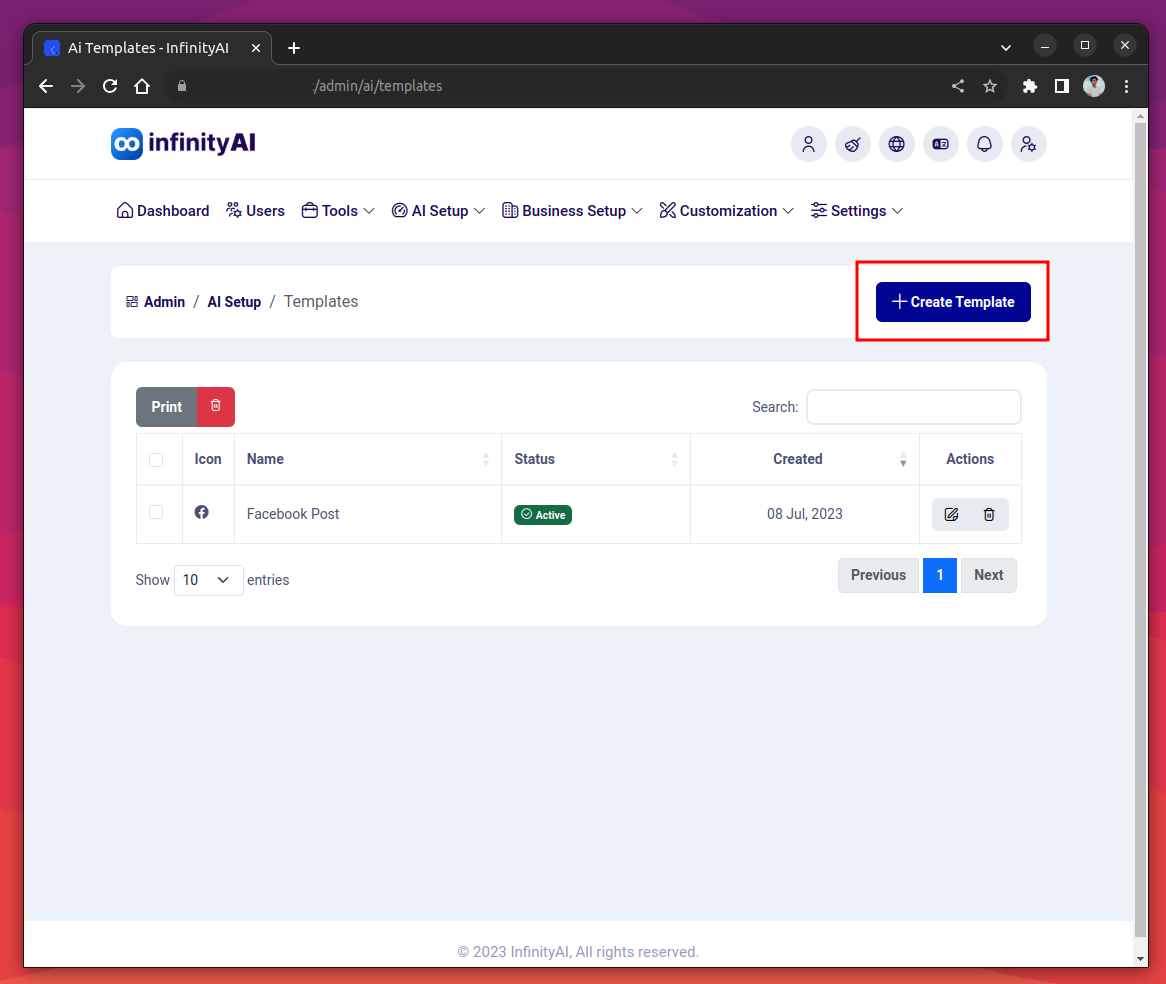 Ai Templates - InfinityAI
/admin/ai/templates
infinityAI
Dashboard Users Tools AI Setup Business Setup Customization Settings
Admin / AI Setup / Templates
Create Template
Print
Search:
Icon Name Status Created Actions
Facebook Post Active 08 Jul, 2023
Show 10 entries
Previous 1 Next
© 2023 InfinityAI, All rights reserved.